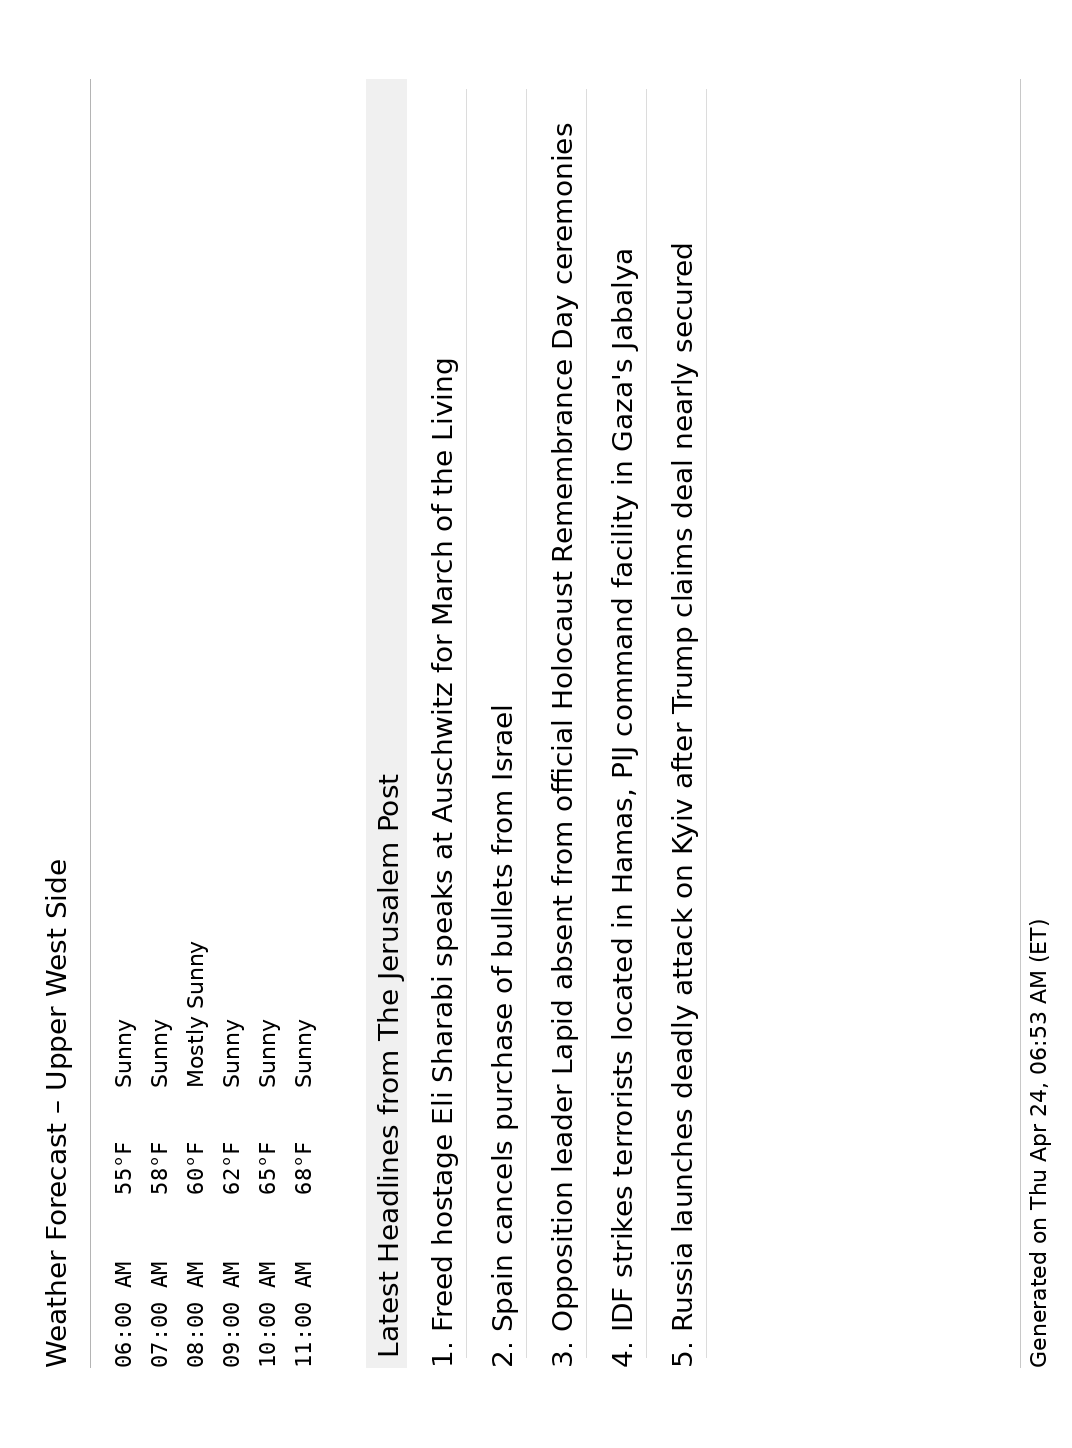 Weather Forecast – Upper West Side
06:00 AM 55°F Sunny
07:00 AM 58°F Sunny
08:00 AM 60°F Mostly Sunny
09:00 AM 62°F Sunny
10:00 AM 65°F Sunny
11:00 AM 68°F Sunny
Latest Headlines from The Jerusalem Post
1. Freed hostage Eli Sharabi speaks at Auschwitz for March of the Living
2. Spain cancels purchase of bullets from Israel
3. Opposition leader Lapid absent from official Holocaust Remembrance Day ceremonies
4. IDF strikes terrorists located in Hamas, PIJ command facility in Gaza's Jabalya
5. Russia launches deadly attack on Kyiv after Trump claims deal nearly secured
Generated on Thu Apr 24, 06:53 AM (ET)